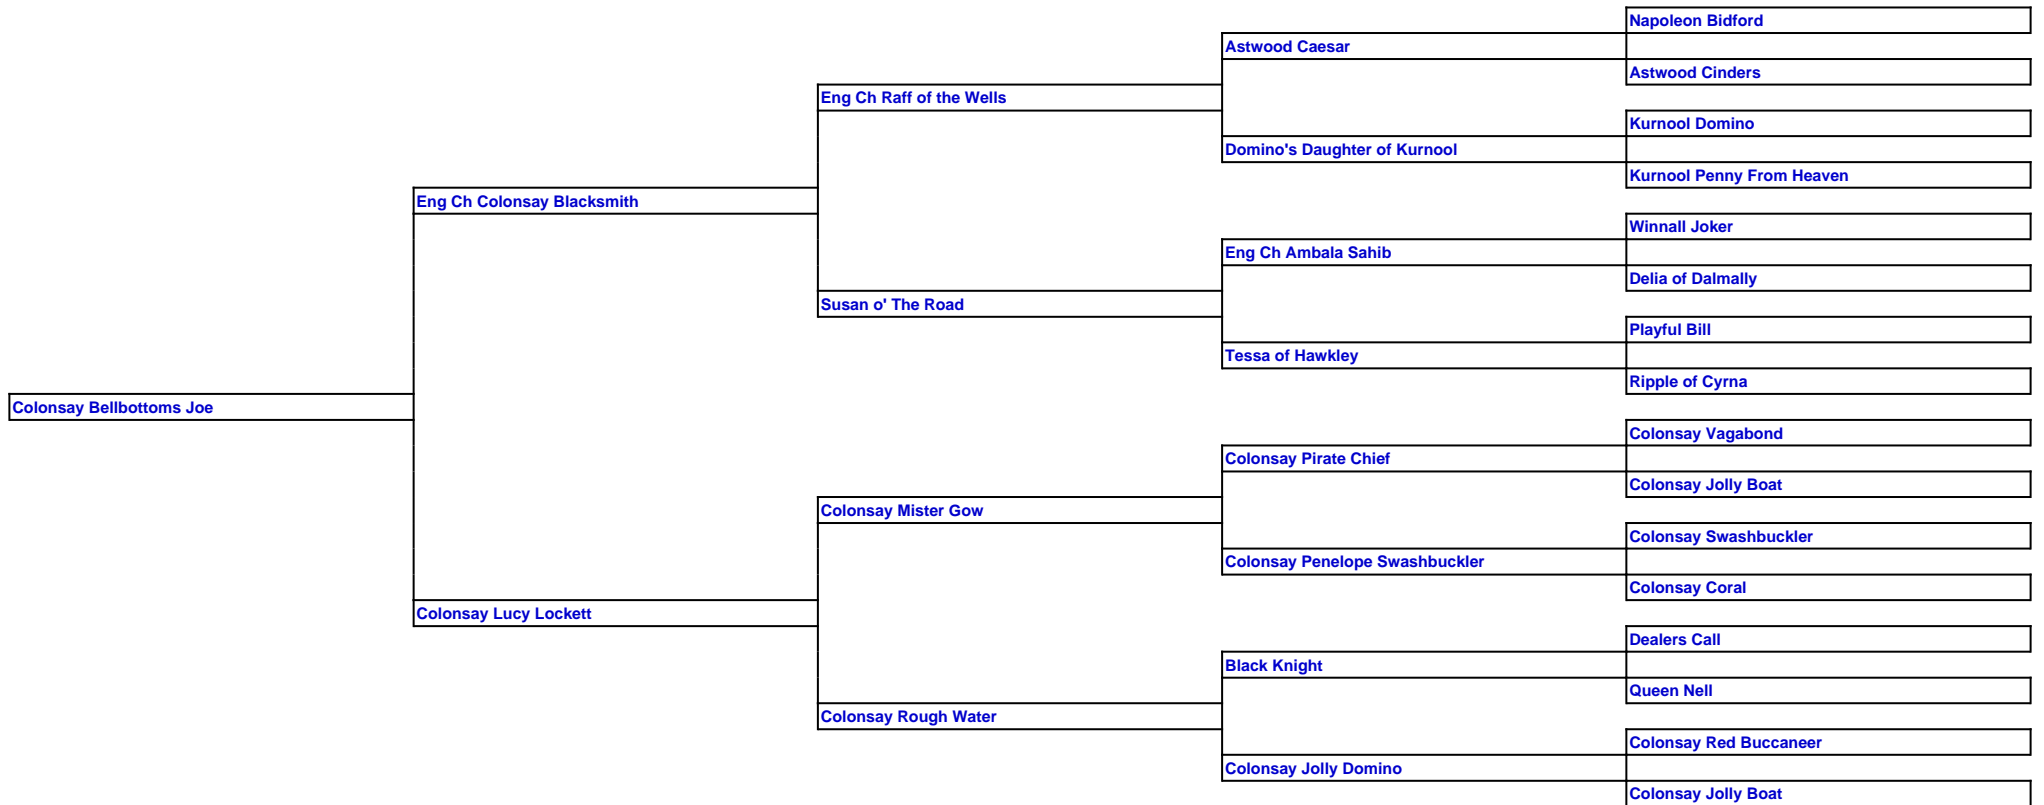 Napoleon Bidford
Astwood Caesar
Astwood Cinders
Eng Ch Raff of the Wells
Kurnool Domino
Domino's Daughter of Kurnool
Kurnool Penny From Heaven
Eng Ch Colonsay Blacksmith
Winnall Joker
Eng Ch Ambala Sahib
Delia of Dalmally
Susan o' The Road
Playful Bill
Tessa of Hawkley
Ripple of Cyrna
Colonsay Bellbottoms Joe
Colonsay Vagabond
Colonsay Pirate Chief
Colonsay Jolly Boat
Colonsay Mister Gow
Colonsay Swashbuckler
Colonsay Penelope Swashbuckler
Colonsay Coral
Colonsay Lucy Lockett
Dealers Call
Black Knight
Queen Nell
Colonsay Rough Water
Colonsay Red Buccaneer
Colonsay Jolly Domino
Colonsay Jolly Boat